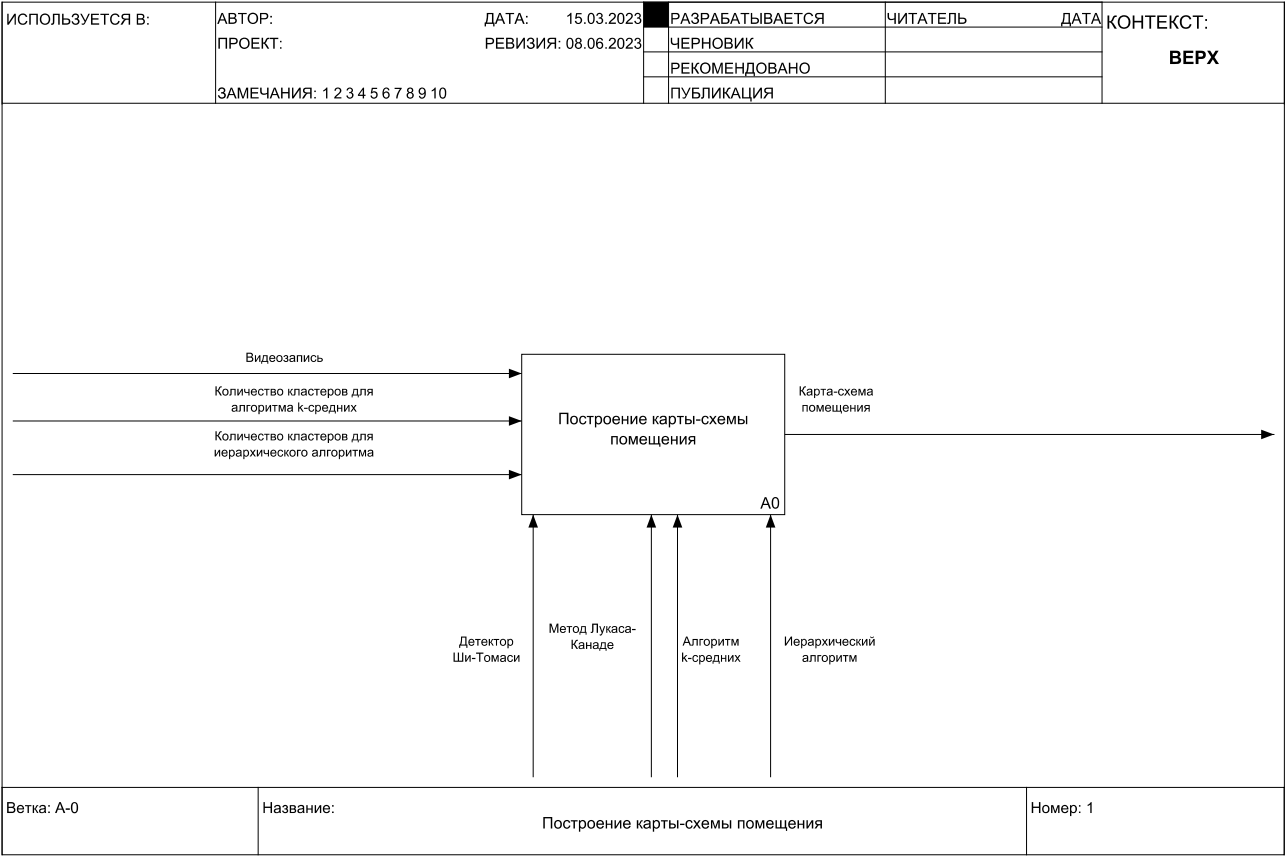 ИСПОЛЬЗУЕТСЯ В:
АВТОР:
ДАТА: 15.03.2023
ПРОЕКТ:
РЕВИЗИЯ: 08.06.2023
ЗАМЕЧАНИЯ: 1 2 3 4 5 6 7 8 9 10
РАЗРАБАТЫВАЕТСЯ
ЧЕРНОВИК
РЕКОМЕНДОВАНО
ПУБЛИКАЦИЯ
ЧИТАТЕЛЬ ДАТА
КОНТЕКСТ:
ВЕРХ
Видеозапись
Количество кластеров для
алгоритма k-средних
Количество кластеров для
иерархического алгоритма
Построение карты-схемы
помещения
A0
Карта-схема
помещения
Детектор
Ши-Томаси
Метод Лукаса-
Канаде
Алгоритм
k-средних
Иерархический
алгоритм
Ветка: A-0
Название:
Построение карты-схемы помещения
Номер: 1